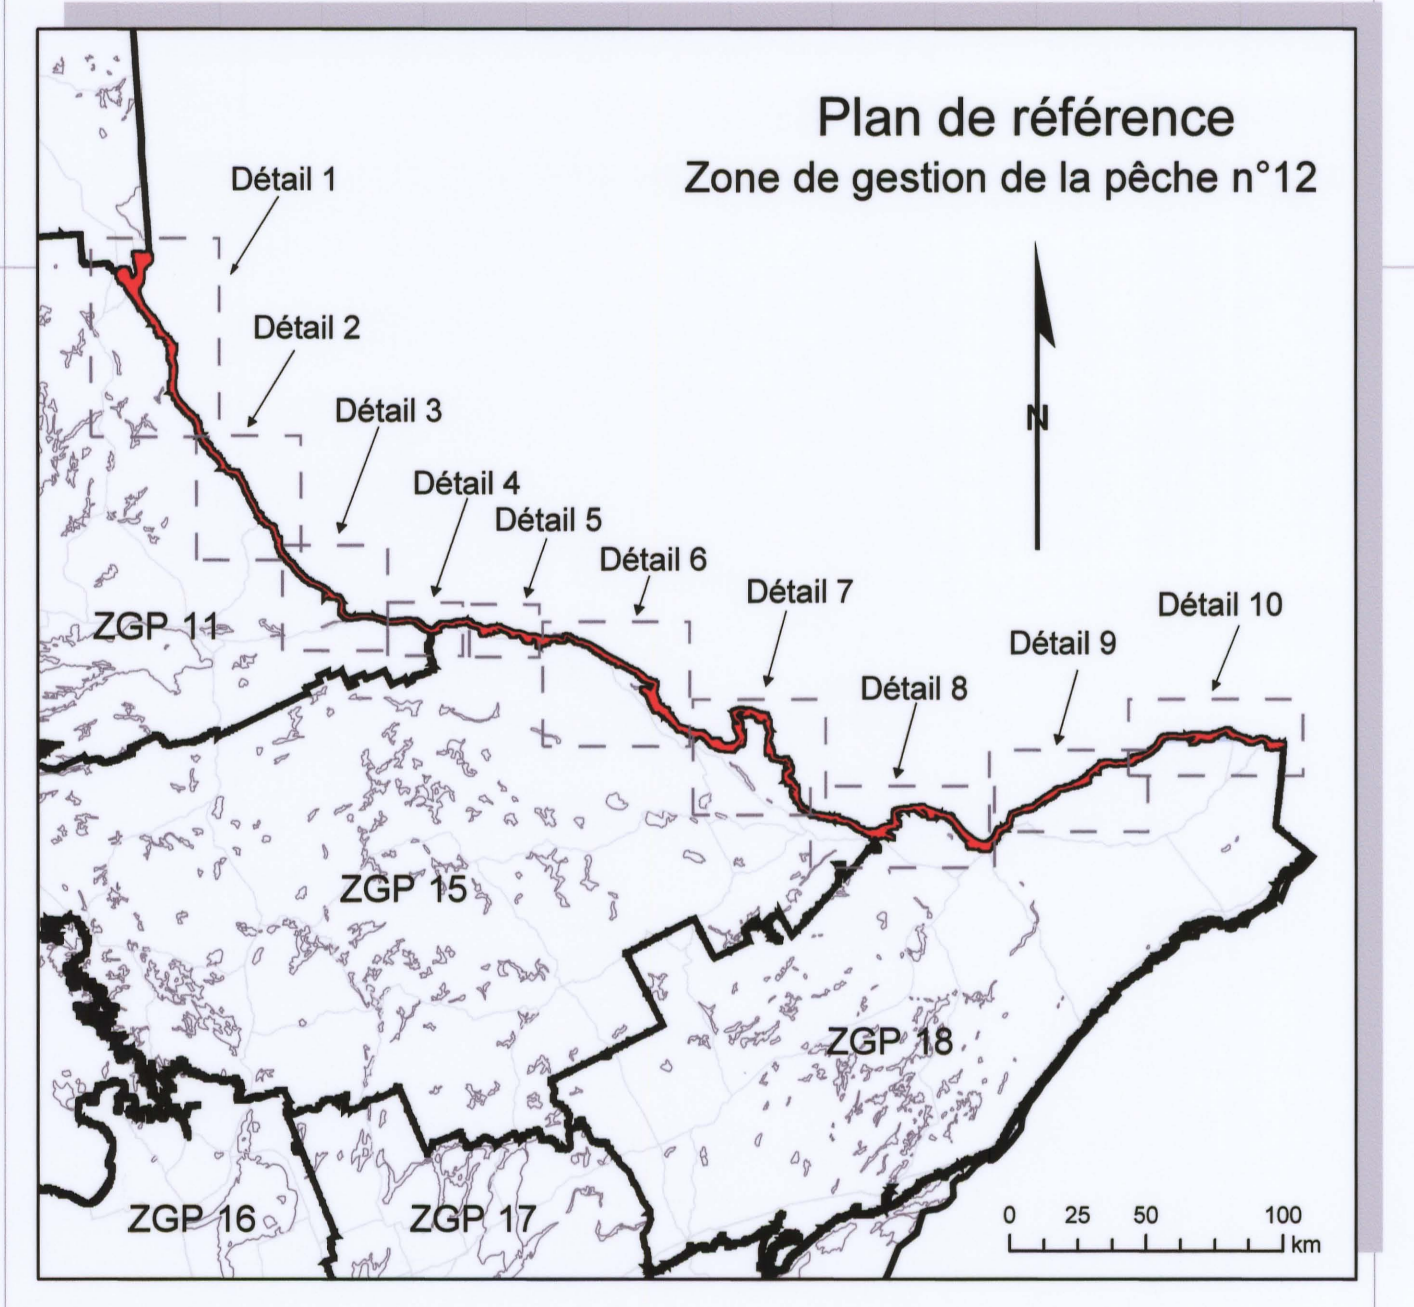 Plan de référence
Zone de gestion de la pêche n°12
Détail 1
Détail 2
Détail 3
Détail 4
Détail 5
Détail 6
Détail 7
Détail 8
Détail 9
Détail 10
N
ZGP 11
ZGP 15
ZGP 18
ZGP 16
ZGP 17
0 25 50 100
km